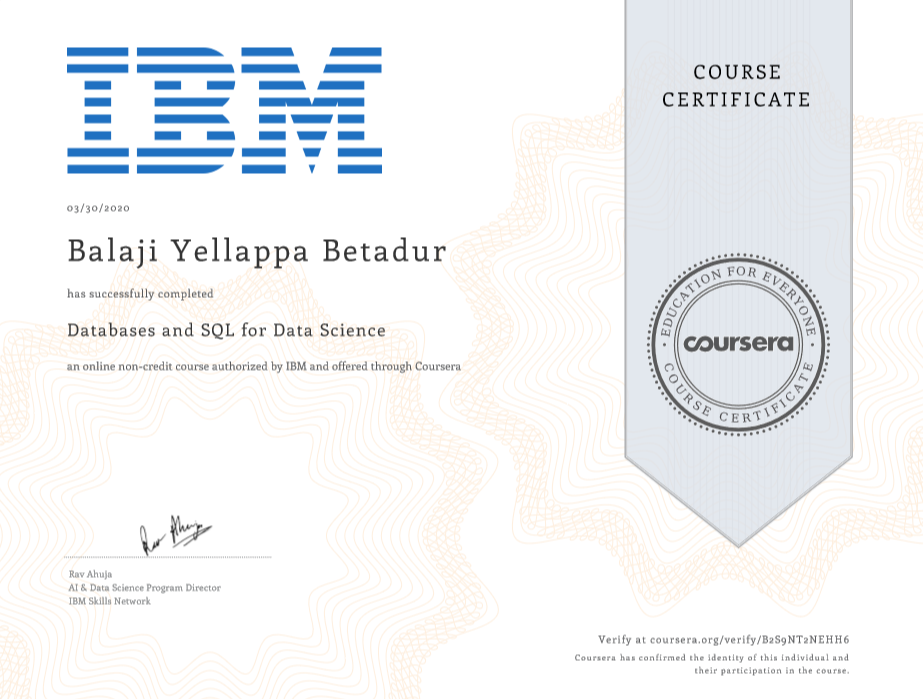 IBM
COURSE
CERTIFICATE
03/30/2020
Balaji Yellappa Betadur
has successfully completed
Databases and SQL for Data Science
an online non-credit course authorized by IBM and offered through Coursera
EDUCATION FOR EVERYONE
coursera
COURSE CERTIFICATE
Rav Ahuja
Rav Ahuja
AI & Data Science Program Director
IBM Skills Network
Verify at coursera.org/verify/B2S9NT2NEHH6
Coursera has confirmed the identity of this individual and
their participation in the course.